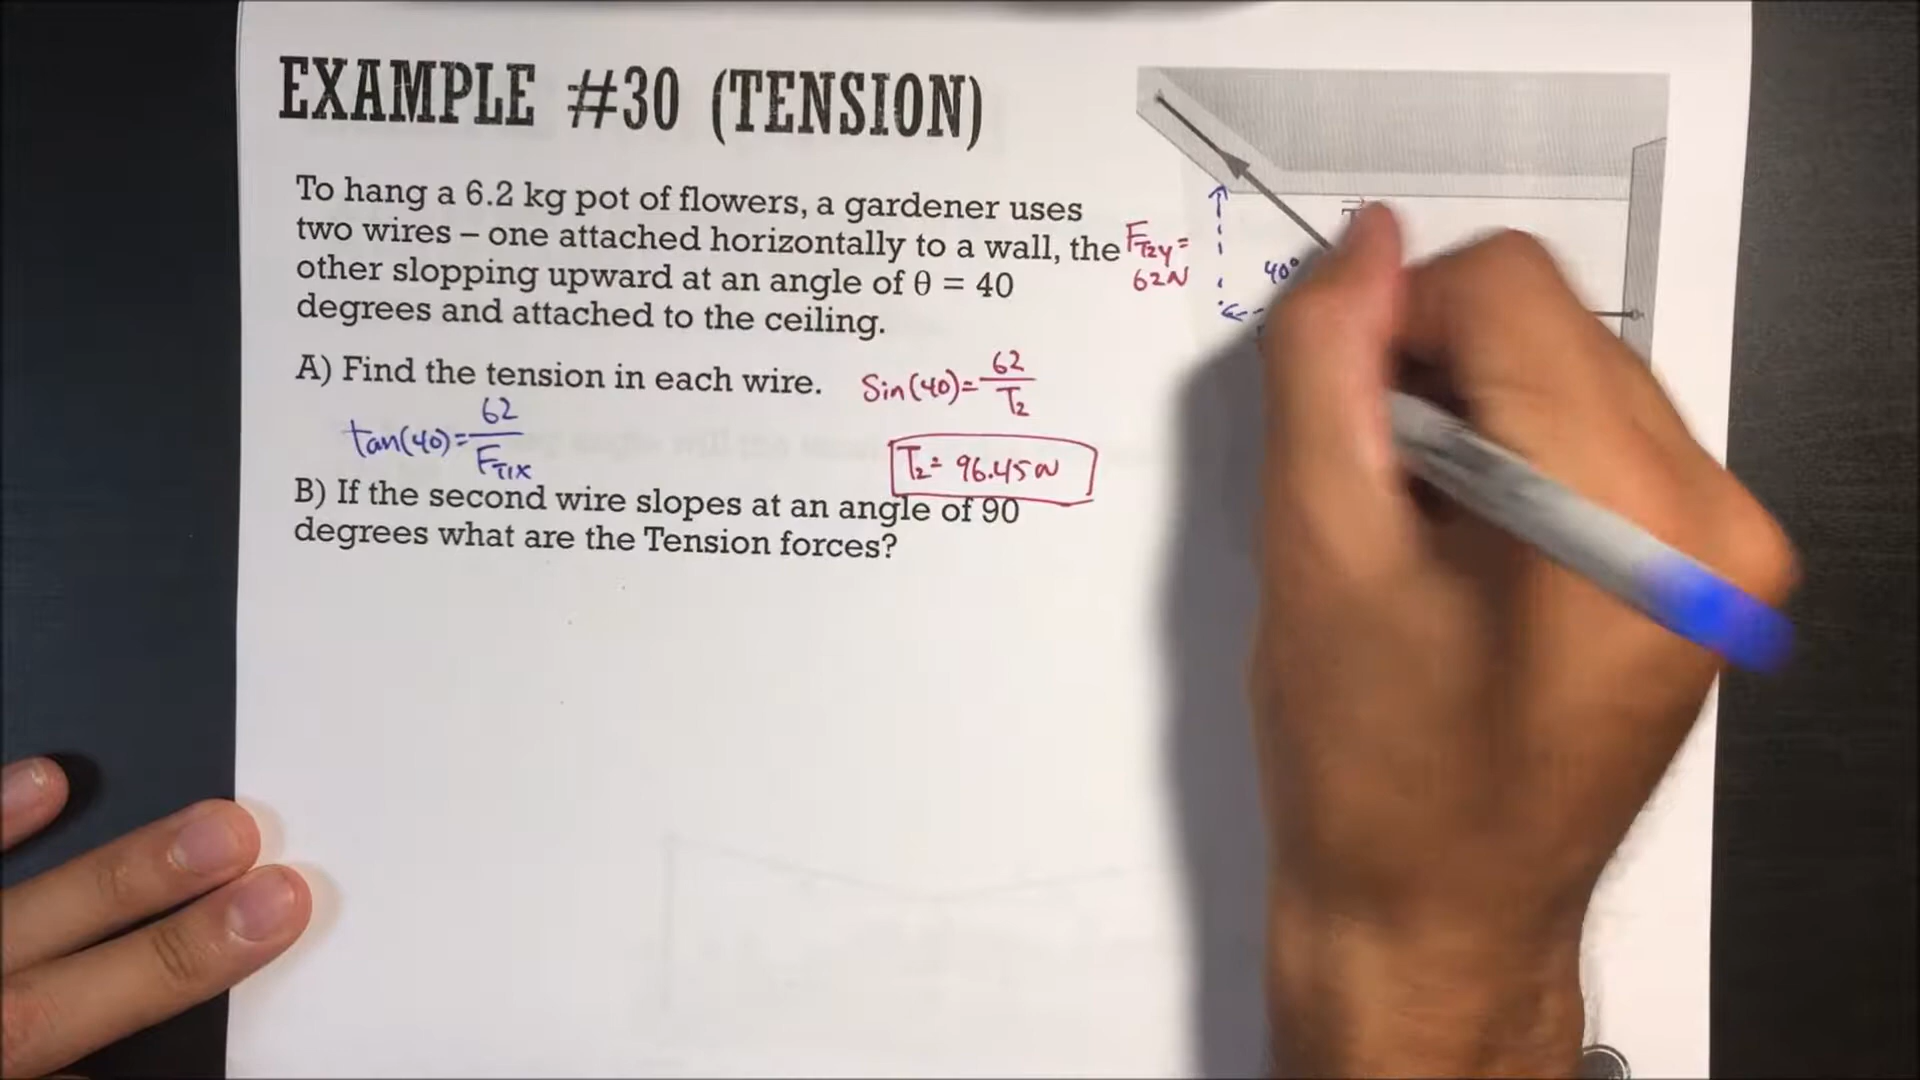 EXAMPLE #30 (TENSION)
To hang a 6.2 kg pot of flowers, a gardener uses
two wires – one attached horizontally to a wall, the
other slopping upward at an angle of θ = 40
degrees and attached to the ceiling.
F_T2y =
62N
40°
A) Find the tension in each wire.
Sin(40) = 62/T₂
tan(40) = 62/F_T1X
T₂ = 96.45N
B) If the second wire slopes at an angle of 90
degrees what are the Tension forces?